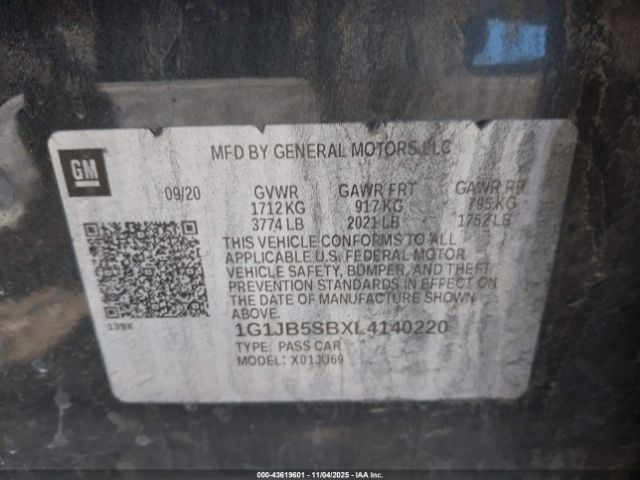 GM
MFD BY GENERAL MOTORS LLC
09/20 GVWR GAWR FRT GAWR RR
1712 KG 917 KG 795 KG
3774 LB 2021 LB 1752 LB
THIS VEHICLE CONFORMS TO ALL
APPLICABLE U.S. FEDERAL MOTOR
VEHICLE SAFETY, BUMPER, AND THEFT
PREVENTION STANDARDS IN EFFECT ON
THE DATE OF MANUFACTURE SHOWN
ABOVE.
139X
1G1JB5SBXL4140220
TYPE: PASS CAR
MODEL: X01JU69
000-43619601 - 11/04/2025 - IAA Inc.